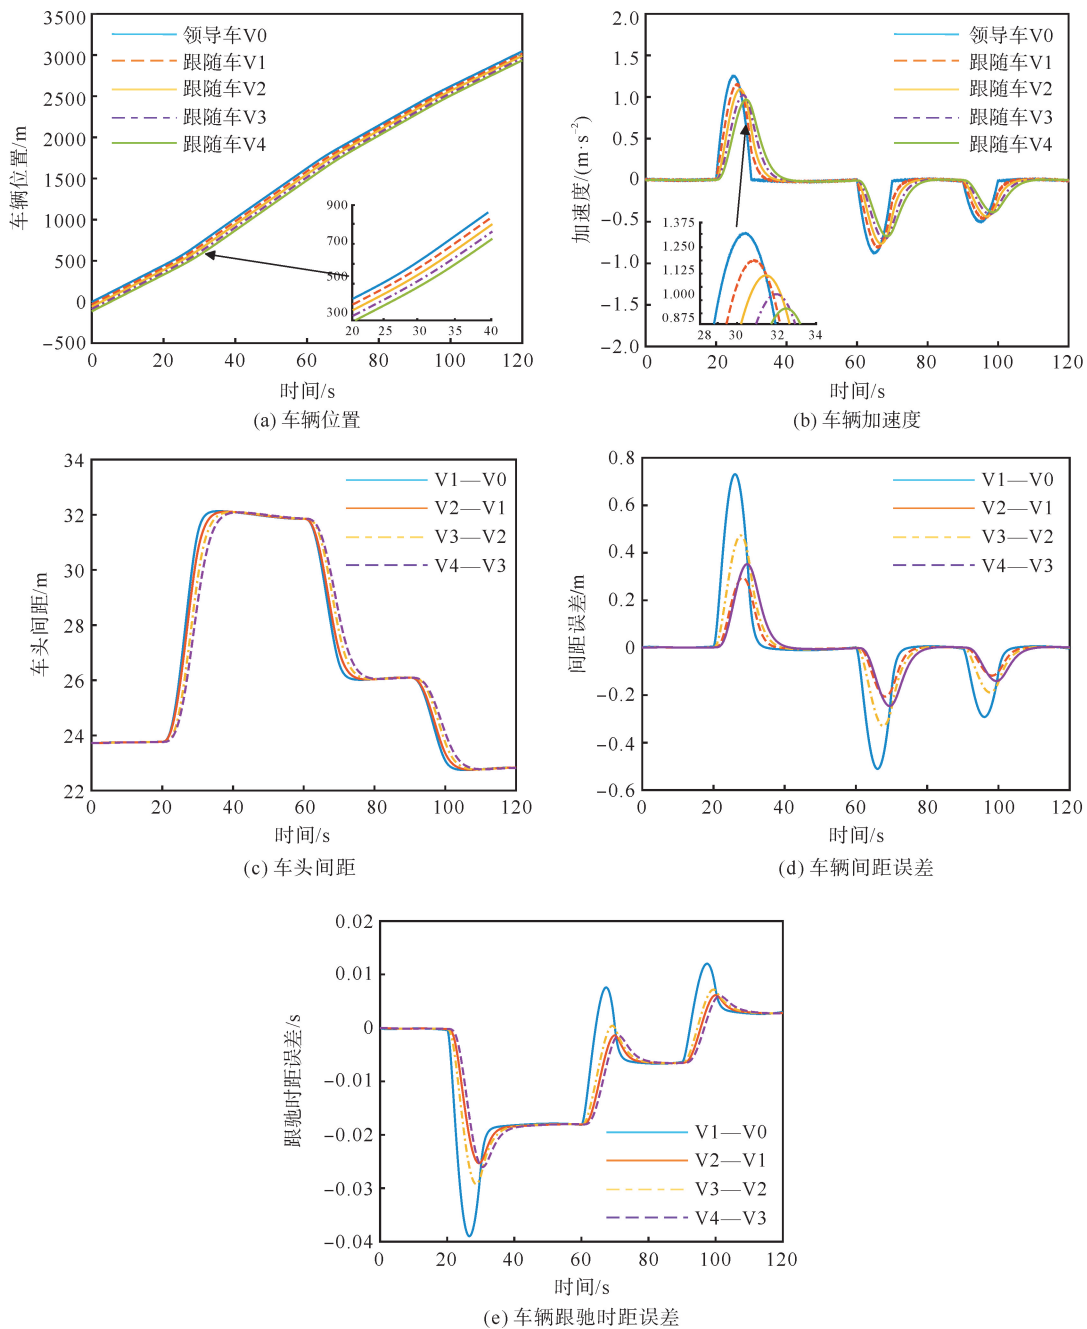 3500
3000
2500
2000
1500
1000
500
0
−500
车辆位置/m
领导车V0
跟随车V1
跟随车V2
跟随车V3
跟随车V4
900
700
500
300
20 25 30 35 40
0 20 40 60 80 100 120
时间/s
(a) 车辆位置
2.0
1.5
1.0
0.5
0
−0.5
−1.0
−1.5
−2.0
加速度/(m·s⁻²)
领导车V0
跟随车V1
跟随车V2
跟随车V3
跟随车V4
1.375
1.250
1.125
1.000
0.875
28 30 32 34
0 20 40 60 80 100 120
时间/s
(b) 车辆加速度
34
32
30
28
26
24
22
车头间距/m
V1—V0
V2—V1
V3—V2
V4—V3
0 20 40 60 80 100 120
时间/s
(c) 车头间距
0.8
0.6
0.4
0.2
0
−0.2
−0.4
−0.6
间距误差/m
V1—V0
V2—V1
V3—V2
V4—V3
0 20 40 60 80 100 120
时间/s
(d) 车辆间距误差
0.02
0.01
0
−0.01
−0.02
−0.03
−0.04
跟驰时距误差/s
V1—V0
V2—V1
V3—V2
V4—V3
0 20 40 60 80 100 120
时间/s
(e) 车辆跟驰时距误差